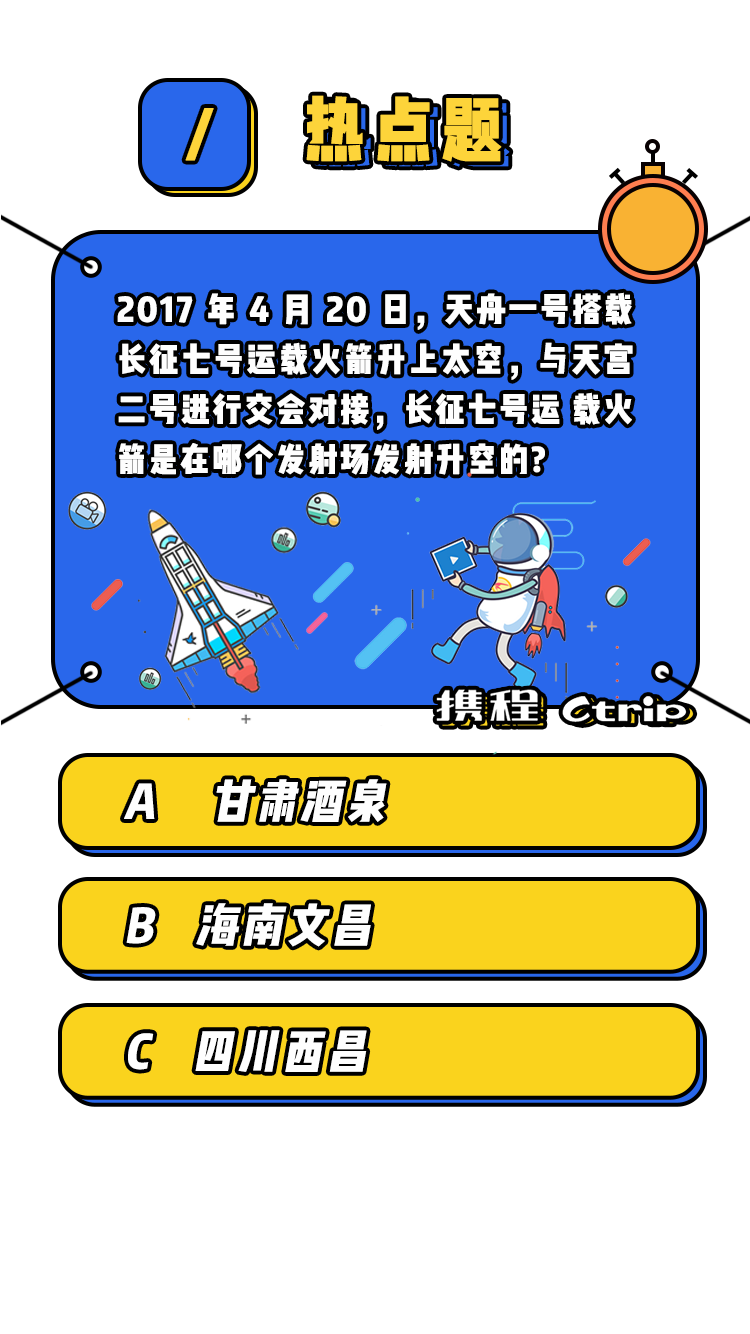 / 热点题
2017 年 4 月 20 日，天舟一号搭载
长征七号运载火箭升上太空，与天宫
二号进行交会对接，长征七号运 载火
箭是在哪个发射场发射升空的?
携程 Ctrip
A 甘肃酒泉
B 海南文昌
C 四川西昌